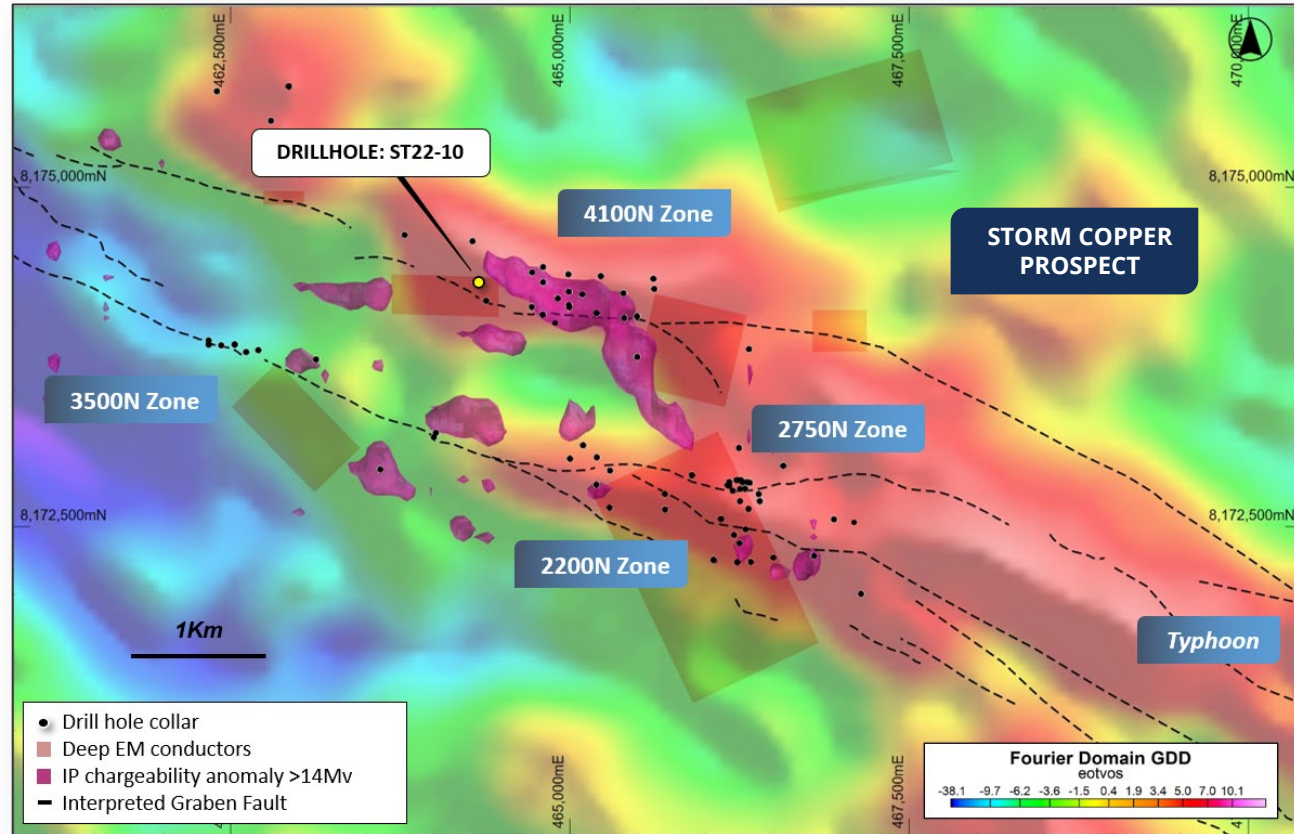 462,500mE
465,000mE
467,500mE
470,000mE
DRILLHOLE: ST22-10
8,175,000mN
8,175,000mN
4100N Zone
STORM COPPER
PROSPECT
3500N Zone
2750N Zone
8,172,500mN
8,172,500mN
2200N Zone
1Km
Typhoon
Drill hole collar
Deep EM conductors
IP chargeability anomaly >14Mv
Interpreted Graben Fault
Fourier Domain GDD
eotvos
-38.1 -9.7 -6.2 -3.6 -1.5 0.4 1.9 3.4 5.0 7.0 10.1
4
465,000mE
467,500mE
4